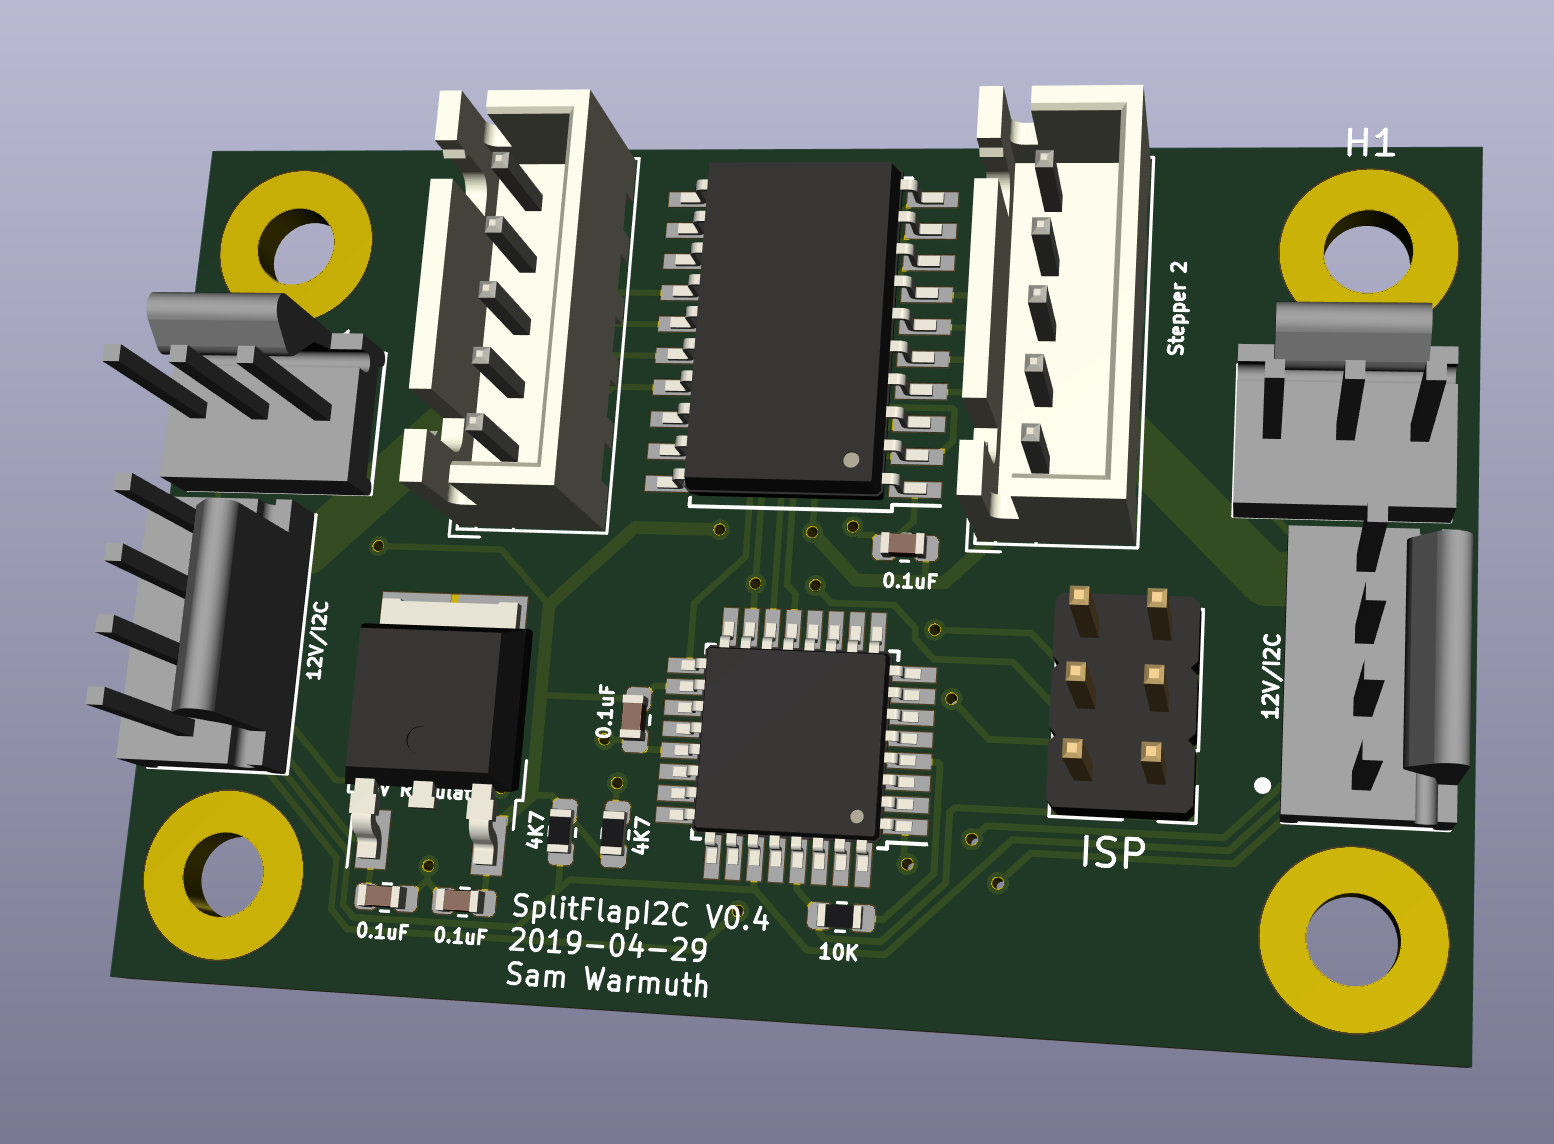 H1
Stepper 2
0.1uF
12V/I2C
12V/I2C
0.1uF
4K7
4K7
ISP
SplitFlapI2C V0.4
2019-04-29
Sam Warmuth
0.1uF
0.1uF
10K